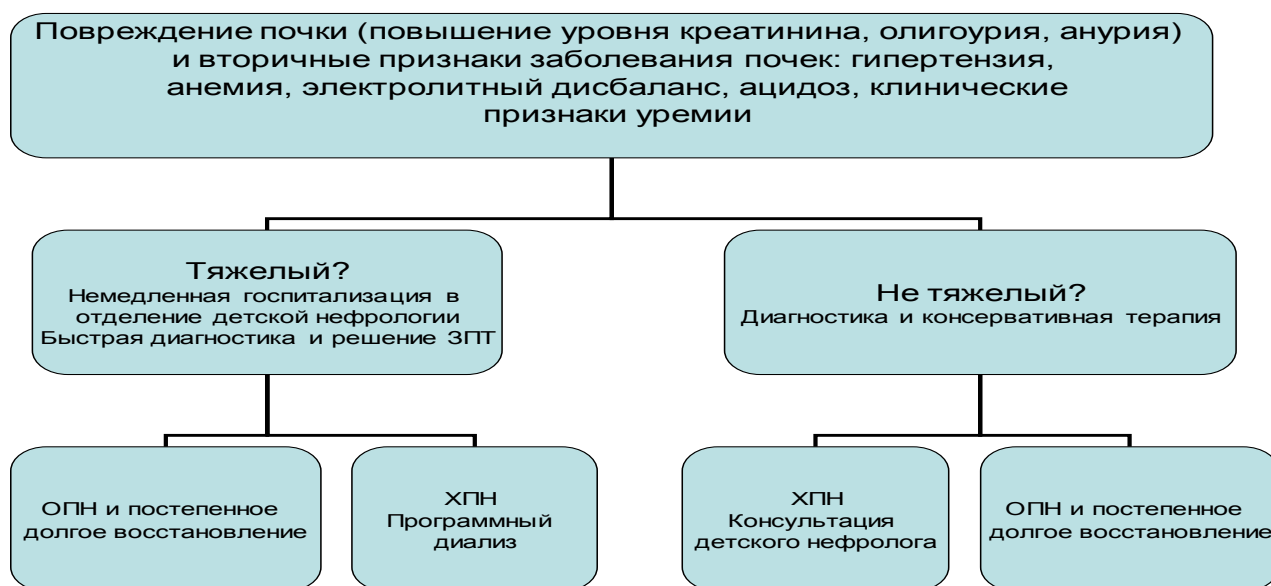 Повреждение почки (повышение уровня креатинина, олигоурия, анурия)
и вторичные признаки заболевания почек: гипертензия,
анемия, электролитный дисбаланс, ацидоз, клинические
признаки уремии
Тяжелый?
Немедленная госпитализация в
отделение детской нефрологии
Быстрая диагностика и решение ЗПТ
Не тяжелый?
Диагностика и консервативная терапия
ОПН и постепенное
долгое восстановление
ХПН
Программный
диализ
ХПН
Консультация
детского нефролога
ОПН и постепенное
долгое восстановление